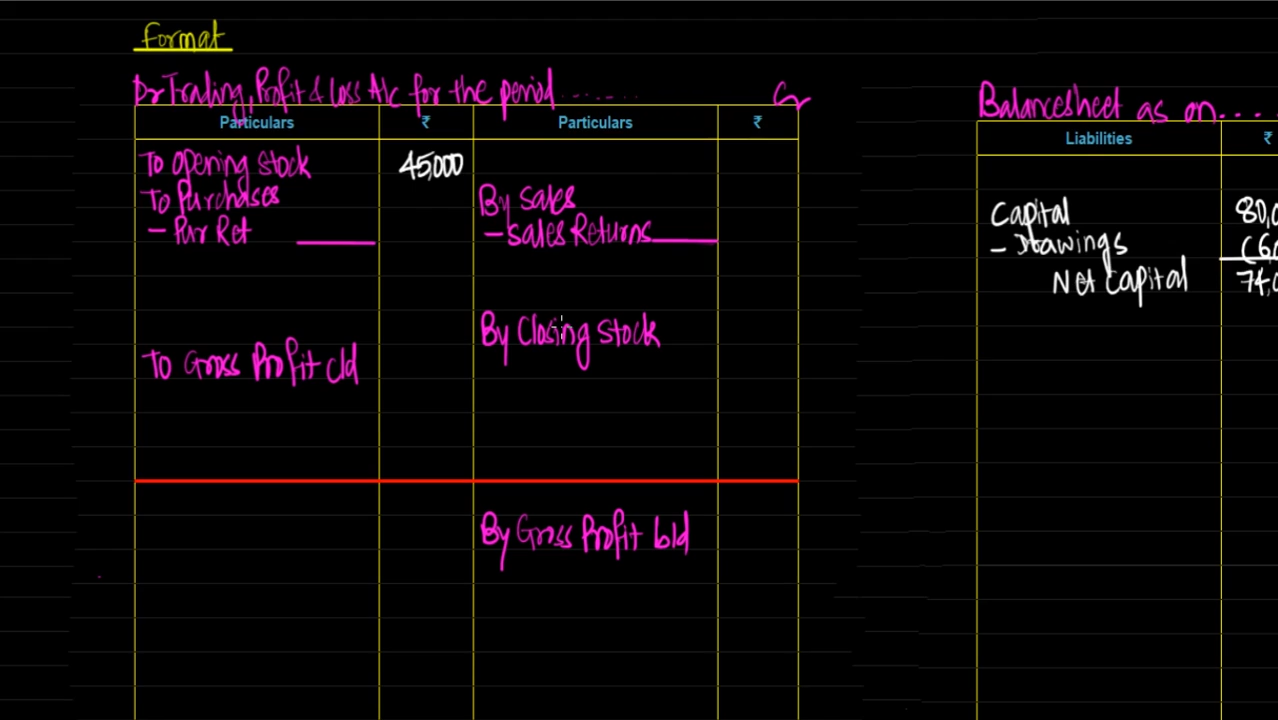 Format
Dr Trading, Profit & Loss A/c for the period ....... Cr
Particulars ₹ Particulars ₹
To Opening Stock 45,000
To Purchases
- Pur Ret
By Sales
- Sales Returns
By Closing Stock
To Gross Profit c/d
By Gross Profit b/d
Balancesheet as on...
Liabilities ₹
Capital 80,0
- Drawings (6,
Net Capital 74,